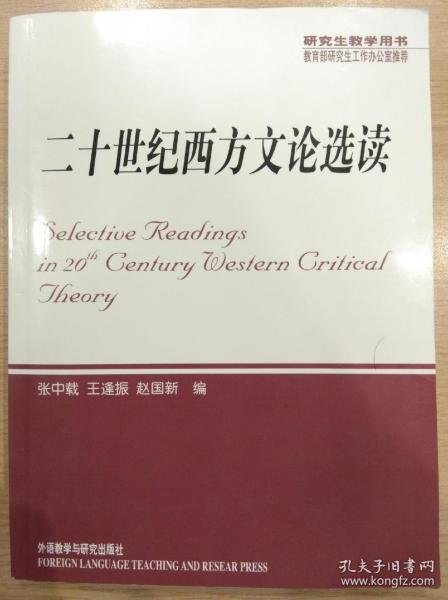 研究生教学用书
教育部研究生工作办公室推荐
二十世纪西方文论选读
Selective Readings
in 20th Century Western Critical
Theory
张中载 王逢振 赵国新 编
外语教学与研究出版社
FOREIGN LANGUAGE TEACHING AND RESEAR PRESS
孔夫子旧书网
www.kongfz.com